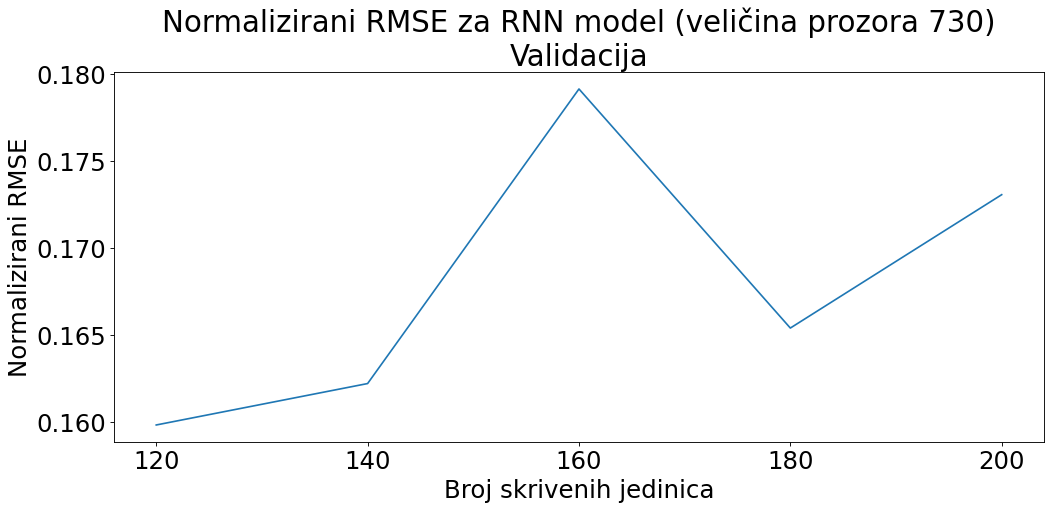 Normalizirani RMSE za RNN model (veličina prozora 730)
Validacija
Normalizirani RMSE
0.180
0.175
0.170
0.165
0.160
120 140 160 180 200
Broj skrivenih jedinica